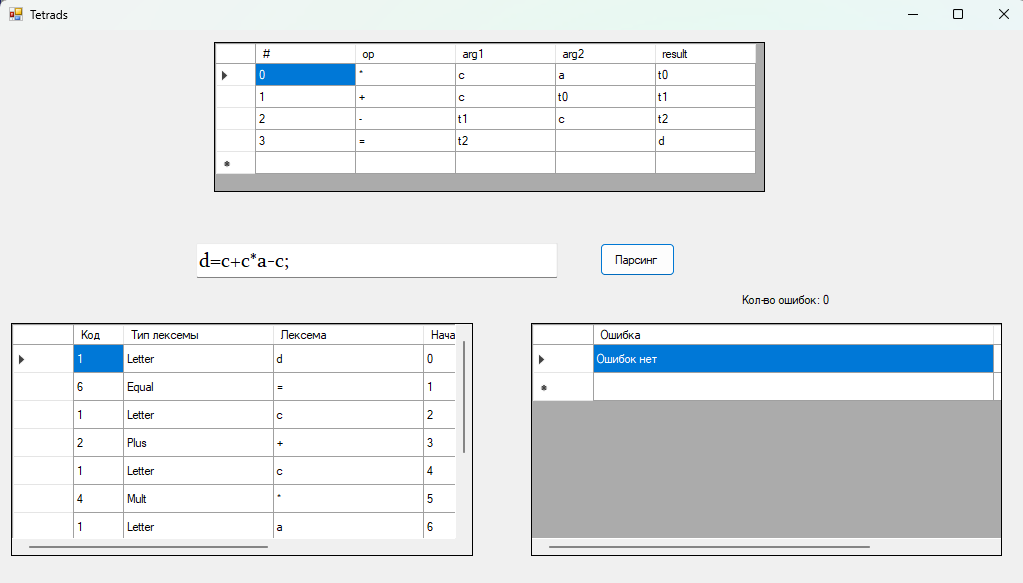 Tetrads
# op arg1 arg2 result
0 * c a t0
1 + c t0 t1
2 - t1 c t2
3 = t2 d
d=c+c*a-c;
Парсинг
Кол-во ошибок: 0
Код Тип лексемы Лексема Нача
1 Letter d 0
6 Equal = 1
1 Letter c 2
2 Plus + 3
1 Letter c 4
4 Mult * 5
1 Letter a 6
Ошибка
Ошибок нет